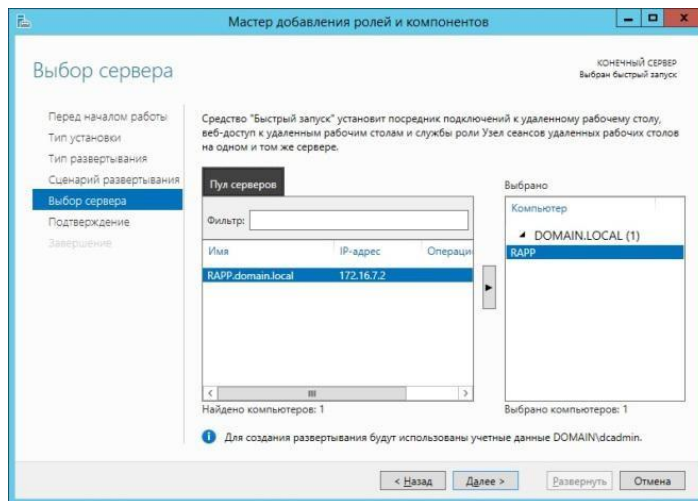 Мастер добавления ролей и компонентов
Выбор сервера
КОНЕЧНЫЙ СЕРВЕР
Выбран быстрый запуск
Перед началом работы
Тип установки
Тип развертывания
Сценарий развертывания
Выбор сервера
Подтверждение
Завершение
Средство "Быстрый запуск" установит посредник подключений к удаленному рабочему столу,
веб-доступ к удаленным рабочим столам и службы роли Узел сеансов удаленных рабочих столов
на одном и том же сервере.
Пул серверов
Фильтр:
Имя IP-адрес Операци
RAPP.domain.local 172.16.7.2
Найдено компьютеров: 1
Выбрано
Компьютер
DOMAIN.LOCAL (1)
RAPP
Выбрано компьютеров: 1
Для создания развертывания будут использованы учетные данные DOMAIN\dcadmin.
< Назад Далее > Развернуть Отмена